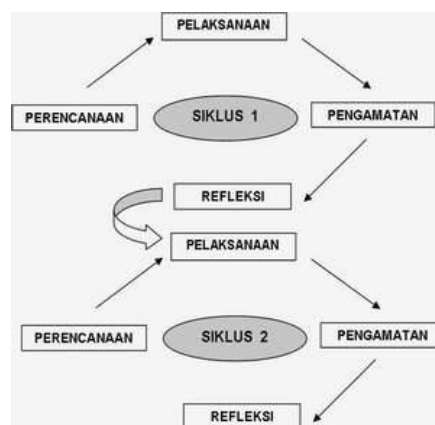 PELAKSANAAN
PERENCANAAN
SIKLUS 1
PENGAMATAN
REFLEKSI
PELAKSANAAN
PERENCANAAN
SIKLUS 2
PENGAMATAN
REFLEKSI